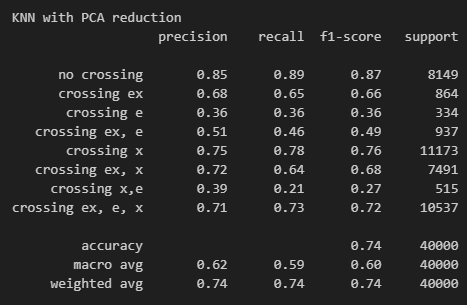 KNN with PCA reduction
precision recall f1-score support
no crossing 0.85 0.89 0.87 8149
crossing ex 0.68 0.65 0.66 864
crossing e 0.36 0.36 0.36 334
crossing ex, e 0.51 0.46 0.49 937
crossing x 0.75 0.78 0.76 11173
crossing ex, x 0.72 0.64 0.68 7491
crossing x,e 0.39 0.21 0.27 515
crossing ex, e, x 0.71 0.73 0.72 10537
accuracy 0.74 40000
macro avg 0.62 0.59 0.60 40000
weighted avg 0.74 0.74 0.74 40000